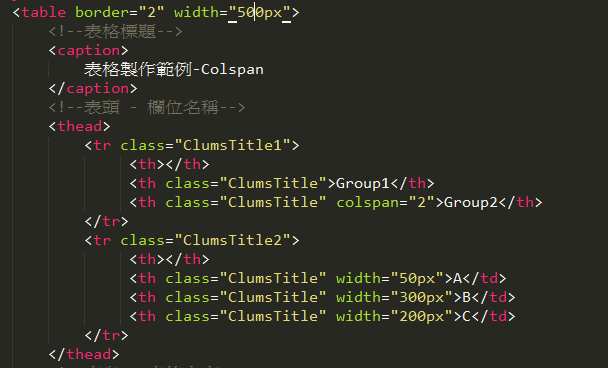 <table border="2" width="500px">
<!--表格標題-->
<caption>
表格製作範例-Colspan
</caption>
<!--表頭 - 欄位名稱-->
<thead>
<tr class="ClumsTitle1">
<th></th>
<th class="ClumsTitle">Group1</th>
<th class="ClumsTitle" colspan="2">Group2</th>
</tr>
<tr class="ClumsTitle2">
<th></th>
<th class="ClumsTitle" width="50px">A</td>
<th class="ClumsTitle" width="300px">B</td>
<th class="ClumsTitle" width="200px">C</td>
</tr>
</thead>